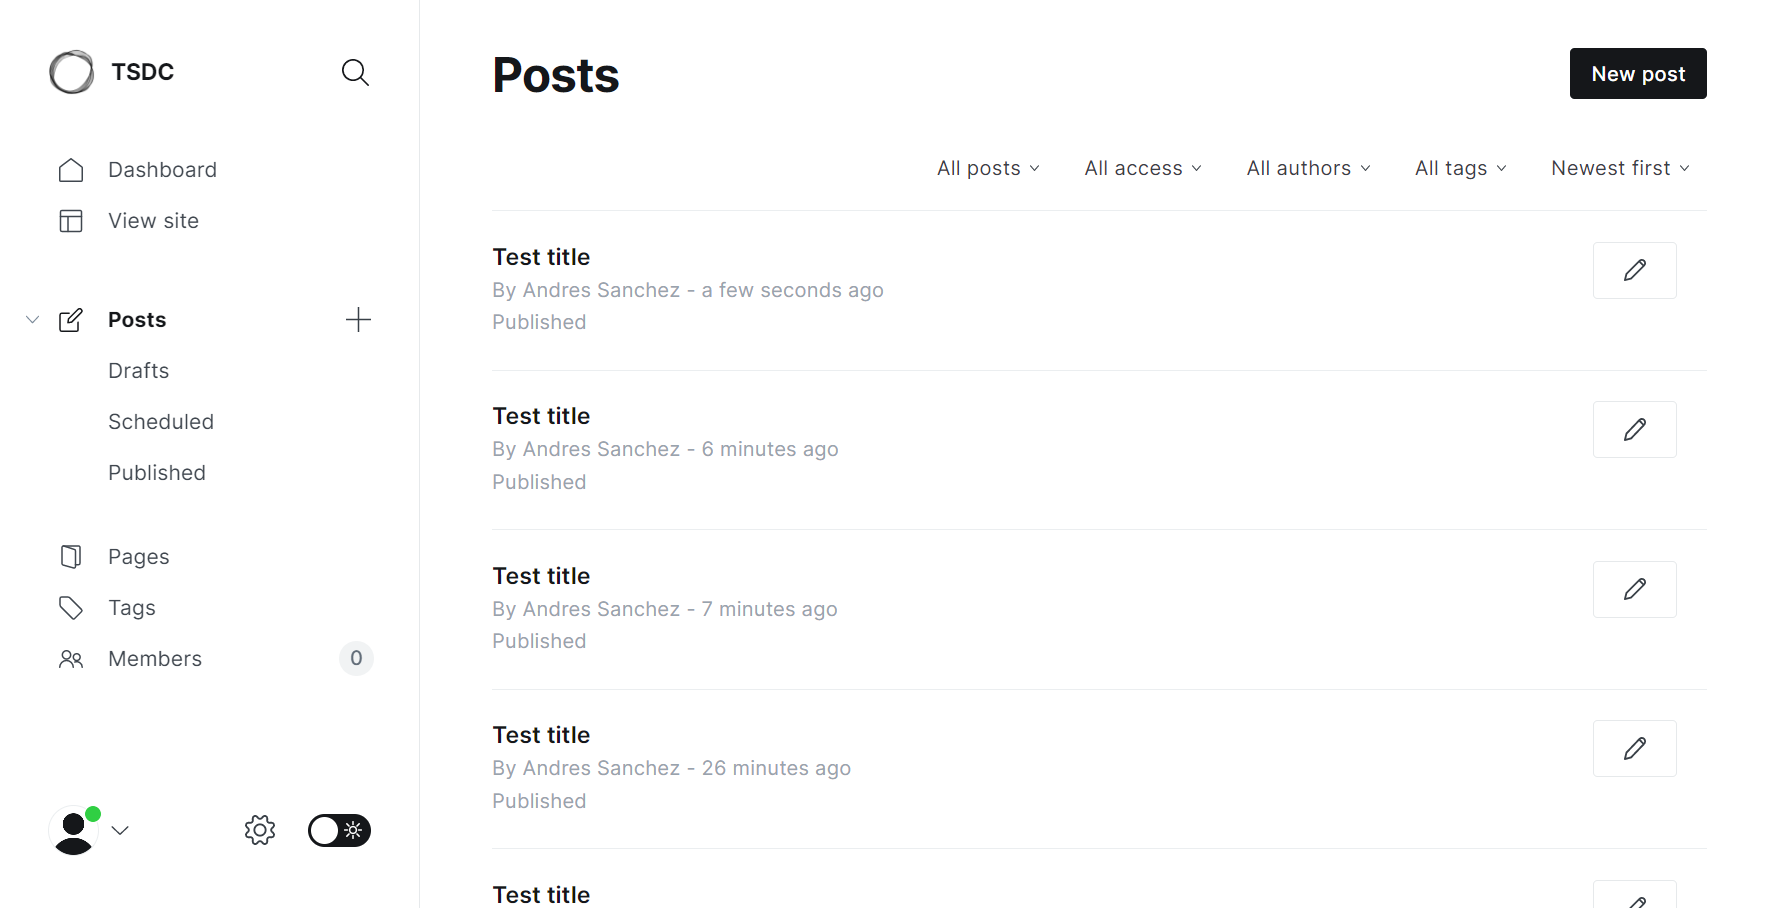 TSDC
Dashboard
View site
Posts
Drafts
Scheduled
Published
Pages
Tags
Members
0
Posts
New post
All posts
All access
All authors
All tags
Newest first
Test title
By Andres Sanchez - a few seconds ago
Published
Test title
By Andres Sanchez - 6 minutes ago
Published
Test title
By Andres Sanchez - 7 minutes ago
Published
Test title
By Andres Sanchez - 26 minutes ago
Published
Test title